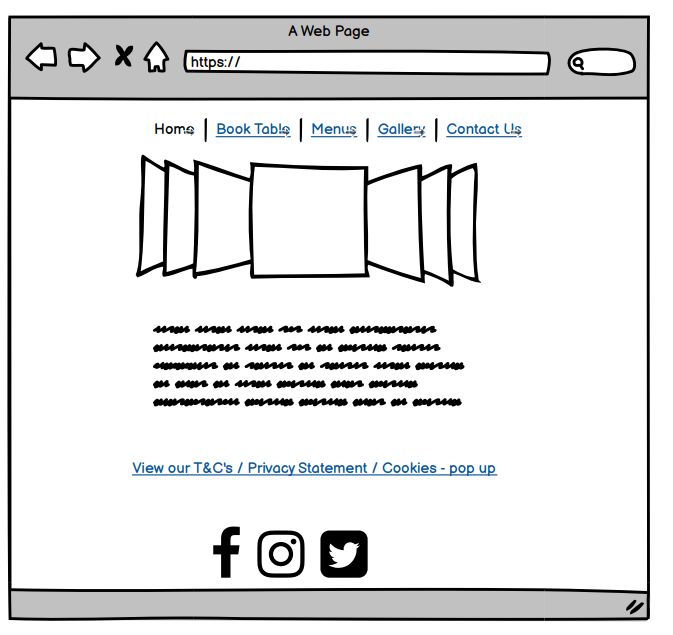 A Web Page
https://
Home | Book Table | Menus | Gallery | Contact Us
View our T&C's / Privacy Statement / Cookies - pop up